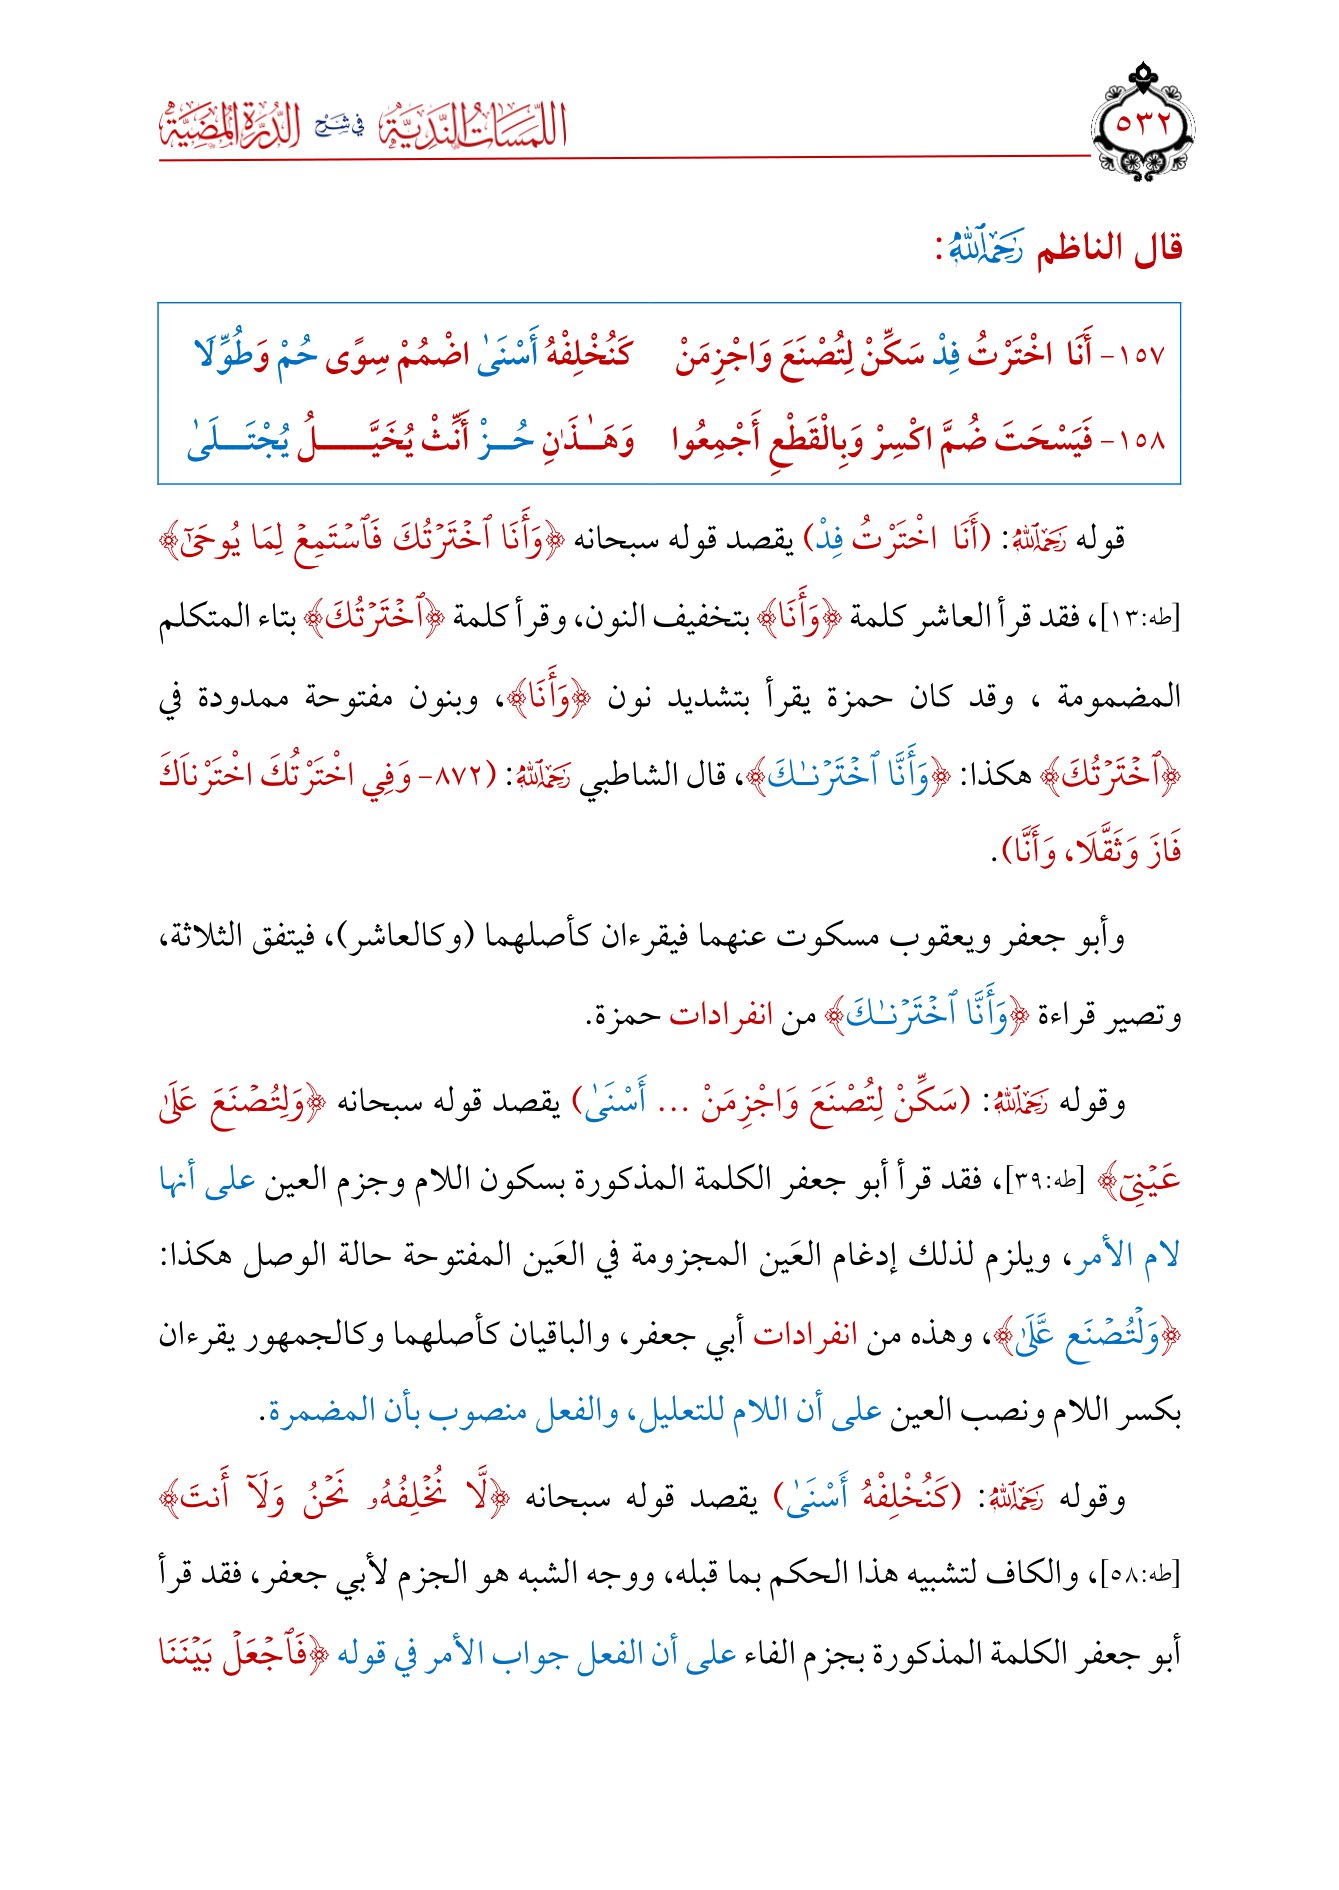 ٥٣٢
اللَّمَسَاتُ النَّدِيَّةُ فِي شَرْحِ الدُّرَّةِ المُضِيَّةِ
قال الناظم رَحِمَهُ ٱللَّهُ:
١٥٧- أَنَا اخْتَرْتُ فِدْ سَكِّنْ لِتُصْنَعَ وَاجْزِمَنْ كَنُخْلِفْهُ أَسْنَىٰ اضْمُمْ سِوًى حُمْ وَطُوِّلَا
١٥٨- فَيَسْحَتَ ضُمَّ اكْسِرْ وَبِالْقَطْعِ أَجْمِعُوا وَهَـٰذَٰنِ حُـزْ أَنِّثْ يُخَيَّـــلُ يُجْتَـــلَىٰ
قوله رَحِمَهُ ٱللَّهُ: (أَنَا اخْتَرْتُ فِدْ) يقصد قوله سبحانه ﴿وَأَنَا ٱخْتَرْتُكَ فَٱسْتَمِعْ لِمَا يُوحَىٰٓ﴾
[طه:١٣]، فقد قرأ العاشر كلمة ﴿وَأَنَا﴾ بتخفيف النون، وقرأ كلمة ﴿ٱخْتَرْتُكَ﴾ بتاء المتكلم
المضمومة ، وقد كان حمزة يقرأ بتشديد نون ﴿وَأَنَا﴾، وبنون مفتوحة ممدودة في
﴿ٱخْتَرْتُكَ﴾ هكذا: ﴿وَأَنَّا ٱخْتَرْنَـٰكَ﴾، قال الشاطبي رَحِمَهُ ٱللَّهُ: (٨٧٢- وَفِي اخْتَرْتُكَ اخْتَرْنَاكَ
فَازَ وَثَقَّلَا، وَأَنَّا).
وأبو جعفر ويعقوب مسكوت عنهما فيقرءان كأصلهما (وكالعاشر)، فيتفق الثلاثة،
وتصير قراءة ﴿وَأَنَّا ٱخْتَرْنَـٰكَ﴾ من انفرادات حمزة.
وقوله رَحِمَهُ ٱللَّهُ: (سَكِّنْ لِتُصْنَعَ وَاجْزِمَنْ ... أَسْنَىٰ) يقصد قوله سبحانه ﴿وَلِتُصْنَعَ عَلَىٰ
عَيْنِىٓ﴾ [طه:٣٩]، فقد قرأ أبو جعفر الكلمة المذكورة بسكون اللام وجزم العين على أنها
لام الأمر، ويلزم لذلك إدغام العَين المجزومة في العَين المفتوحة حالة الوصل هكذا:
﴿وَلْتُصْنَع عَّلَىٰ﴾، وهذه من انفرادات أبي جعفر، والباقيان كأصلهما وكالجمهور يقرءان
بكسر اللام ونصب العين على أن اللام للتعليل، والفعل منصوب بأن المضمرة.
وقوله رَحِمَهُ ٱللَّهُ: (كَنُخْلِفْهُ أَسْنَىٰ) يقصد قوله سبحانه ﴿لَّا نُخْلِفُهُۥ نَحْنُ وَلَآ أَنتَ﴾
[طه:٥٨]، والكاف لتشبيه هذا الحكم بما قبله، ووجه الشبه هو الجزم لأبي جعفر، فقد قرأ
أبو جعفر الكلمة المذكورة بجزم الفاء على أن الفعل جواب الأمر في قوله ﴿فَٱجْعَلْ بَيْنَنَا